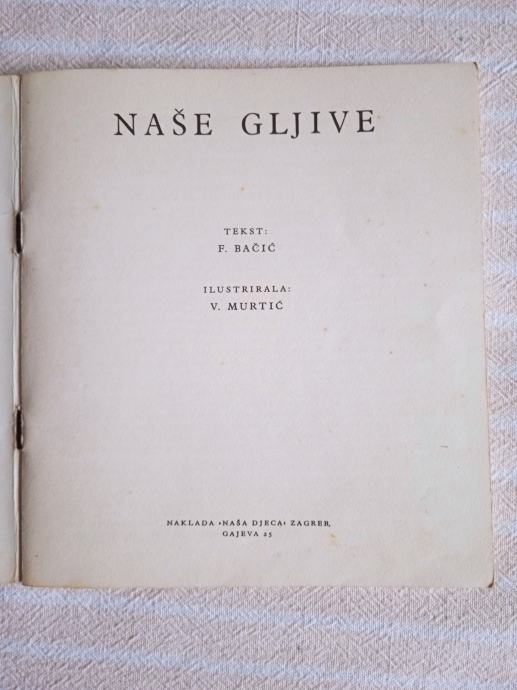 NAŠE GLJIVE
TEKST:
F. BAČIĆ
ILUSTRIRALA:
V. MURTIĆ
NAKLADA ›NAŠA DJECA‹ ZAGREB,
GAJEVA 25